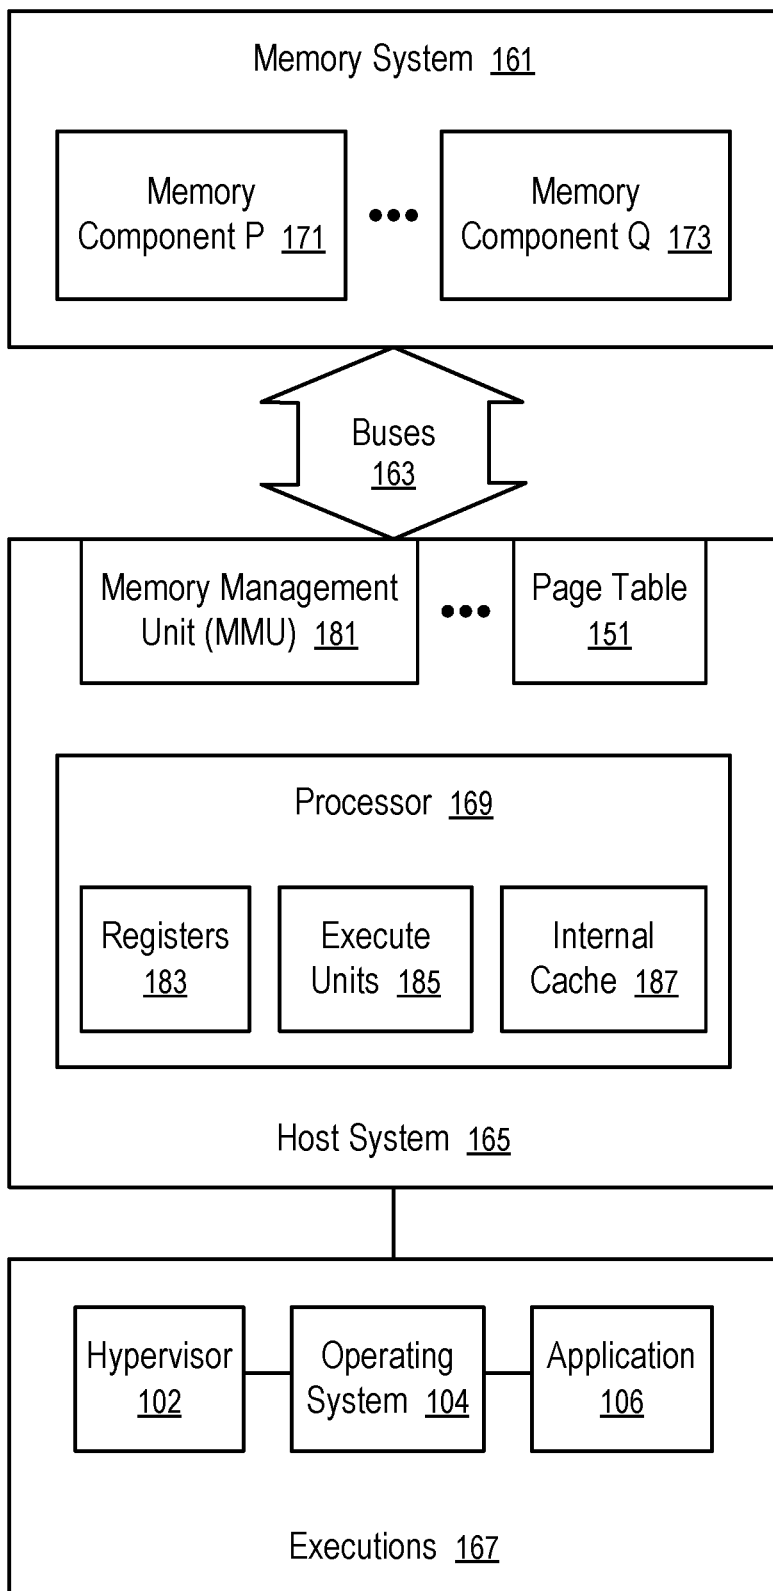 Memory System 161
Memory
Component P 171
Memory
Component Q 173
Buses
163
Memory Management
Unit (MMU) 181
Page Table
151
Processor 169
Registers
183
Execute
Units 185
Internal
Cache 187
Host System 165
Hypervisor
102
Operating
System 104
Application
106
Executions 167